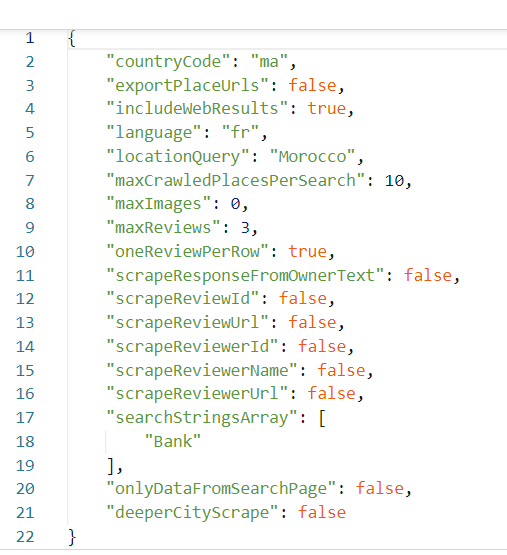 1 {
2 "countryCode": "ma",
3 "exportPlaceUrls": false,
4 "includeWebResults": true,
5 "language": "fr",
6 "locationQuery": "Morocco",
7 "maxCrawledPlacesPerSearch": 10,
8 "maxImages": 0,
9 "maxReviews": 3,
10 "oneReviewPerRow": true,
11 "scrapeResponseFromOwnerText": false,
12 "scrapeReviewId": false,
13 "scrapeReviewUrl": false,
14 "scrapeReviewerId": false,
15 "scrapeReviewerName": false,
16 "scrapeReviewerUrl": false,
17 "searchStringsArray": [
18 "Bank"
19 ],
20 "onlyDataFromSearchPage": false,
21 "deeperCityScrape": false
22 }